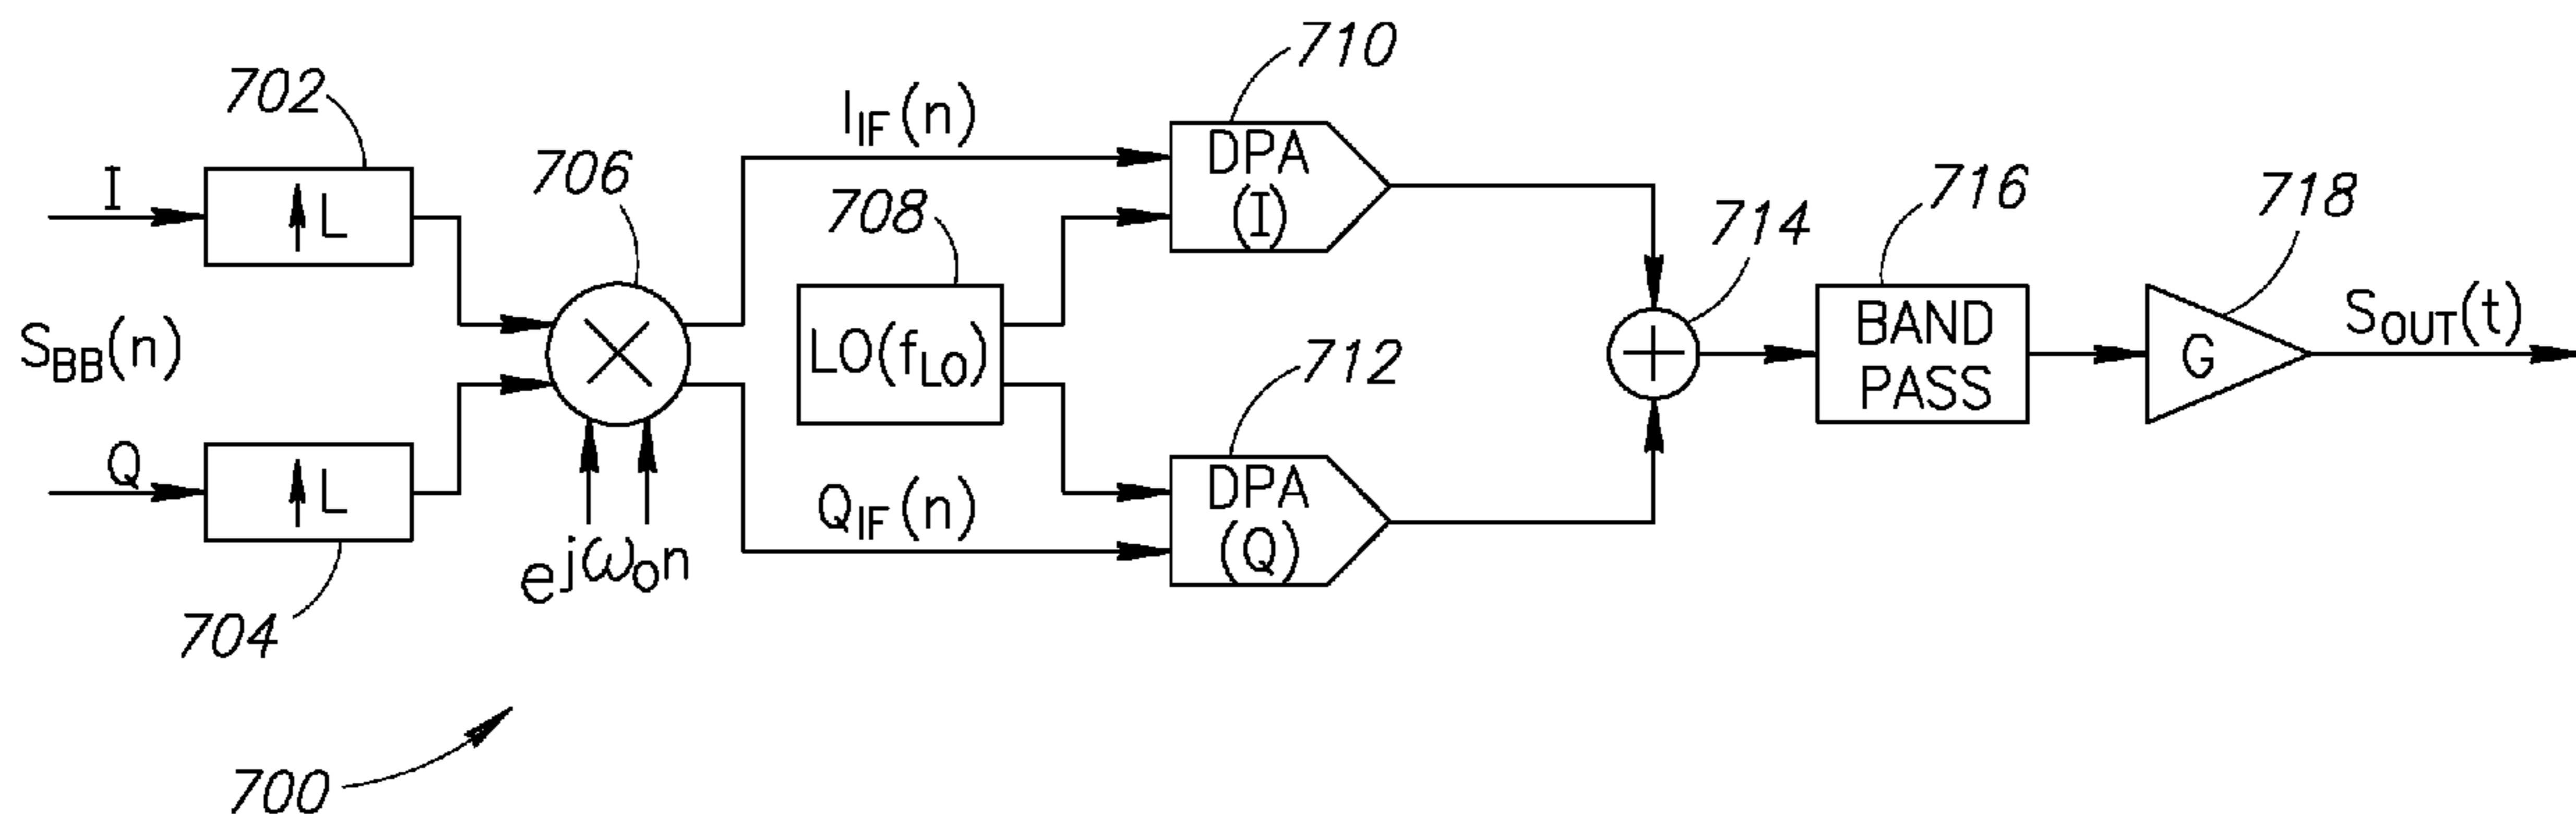 710
702
I_IF(n)
706
DPA
(I)
716
718
I
↑L
708
714
S_BB(n)
LO(f_LO)
712
BAND
PASS
G
S_OUT(t)
Q
↑L
Q_IF(n)
DPA
(Q)
e^jω_0n
704
700